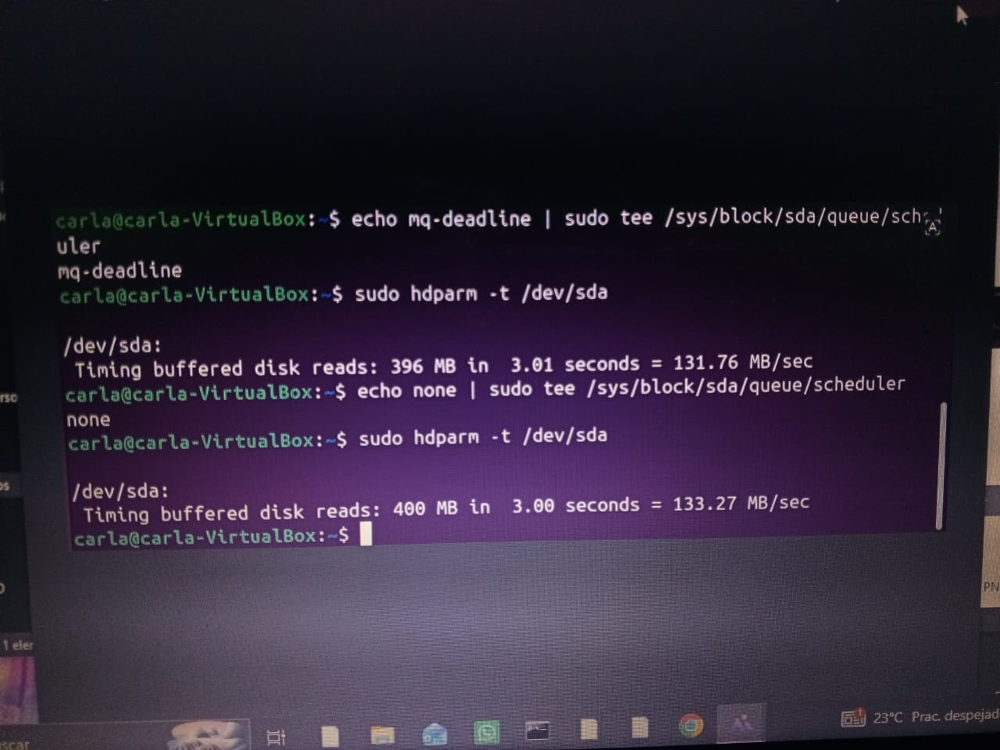 carla@carla-VirtualBox:~$ echo mq-deadline | sudo tee /sys/block/sda/queue/sch
uler
mq-deadline
carla@carla-VirtualBox:~$ sudo hdparm -t /dev/sda
/dev/sda:
 Timing buffered disk reads: 396 MB in  3.01 seconds = 131.76 MB/sec
carla@carla-VirtualBox:~$ echo none | sudo tee /sys/block/sda/queue/scheduler
none
carla@carla-VirtualBox:~$ sudo hdparm -t /dev/sda
/dev/sda:
 Timing buffered disk reads: 400 MB in  3.00 seconds = 133.27 MB/sec
carla@carla-VirtualBox:~$
PN
1 eler
23°C Prac. despejad
scar